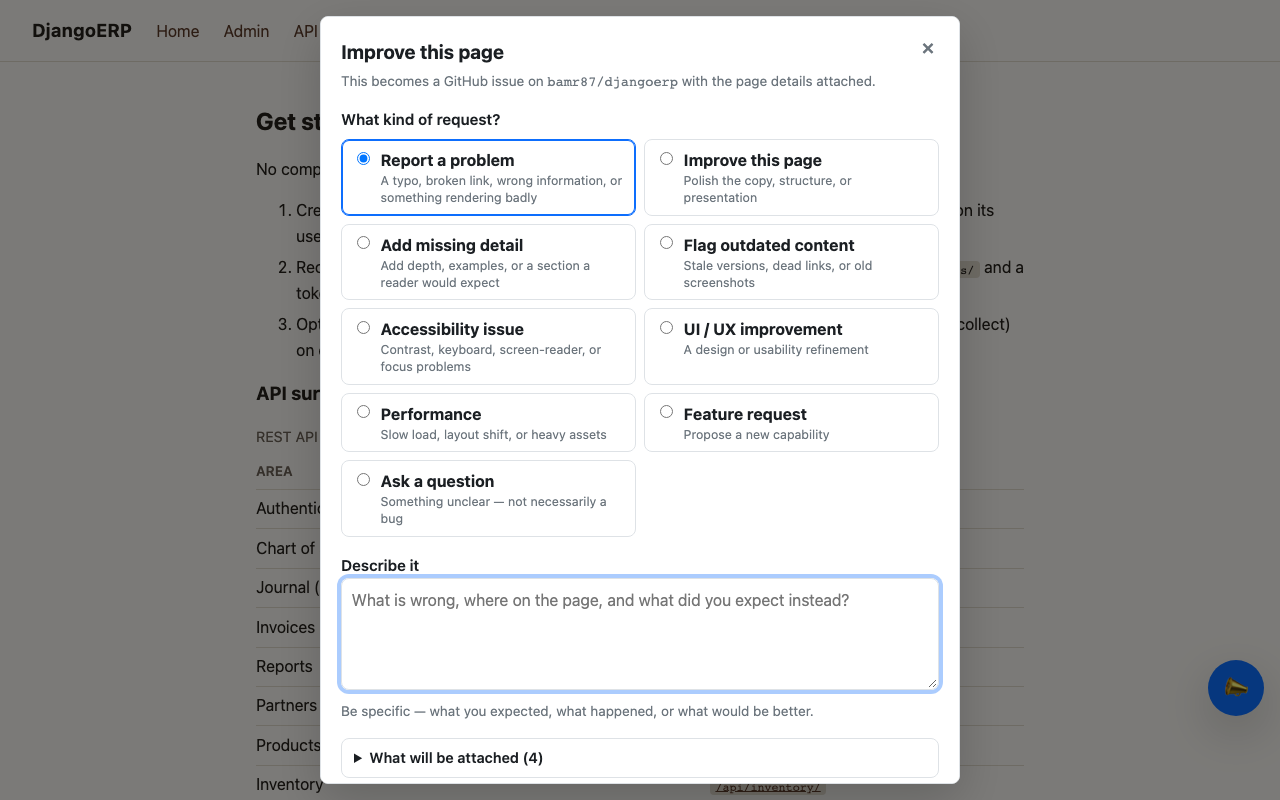 DjangoERP Home Admin API
Improve this page
×
This becomes a GitHub issue on bamr87/djangoerp with the page details attached.
What kind of request?
Report a problem
A typo, broken link, wrong information, or
something rendering badly
Improve this page
Polish the copy, structure, or
presentation
Add missing detail
Add depth, examples, or a section a
reader would expect
Flag outdated content
Stale versions, dead links, or old
screenshots
Accessibility issue
Contrast, keyboard, screen-reader, or
focus problems
UI / UX improvement
A design or usability refinement
Performance
Slow load, layout shift, or heavy assets
Feature request
Propose a new capability
Ask a question
Something unclear — not necessarily a
bug
Describe it
What is wrong, where on the page, and what did you expect instead?
Be specific — what you expected, what happened, or what would be better.
What will be attached (4)
Get st
No comp
1. Cre
on its
use
2. Rec
s/ and a
tok
3. Opt
collect)
on
API sur
REST API
AREA
Authentic
Chart of
Journal (
Invoices
Reports
Partners
Products
Inventory
/api/inventory/